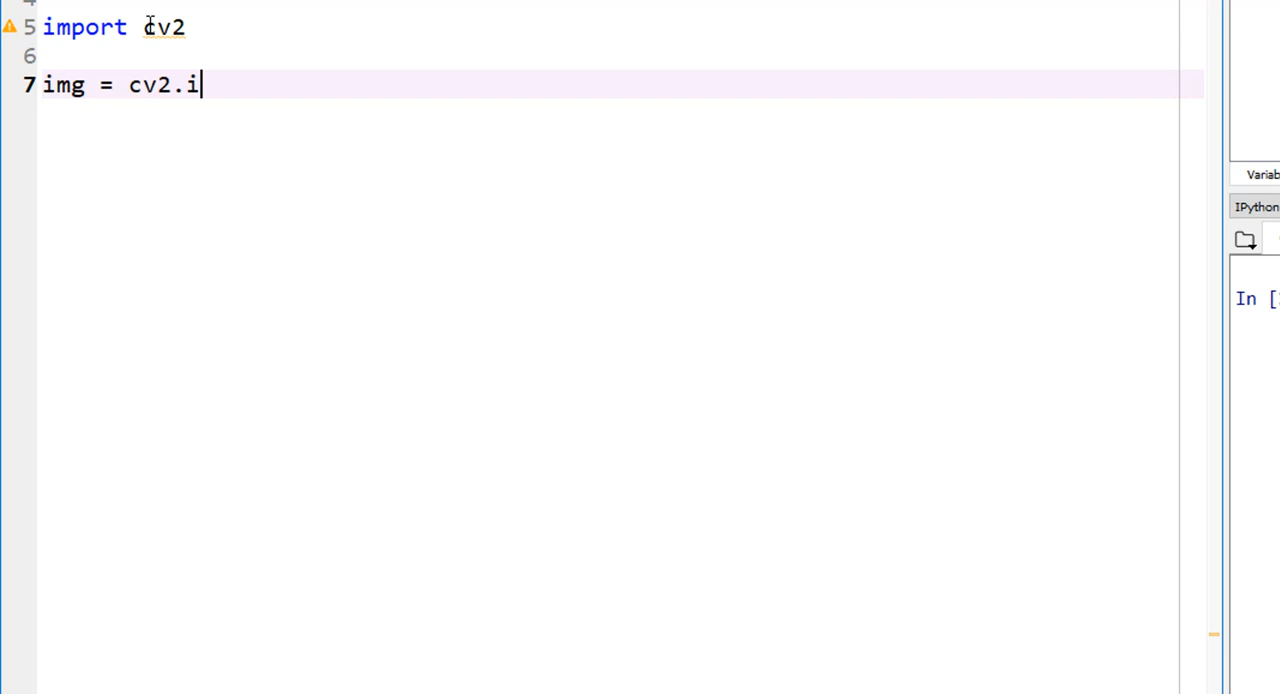 5 import cv2
6
7 img = cv2.i
Variab
IPython
In [